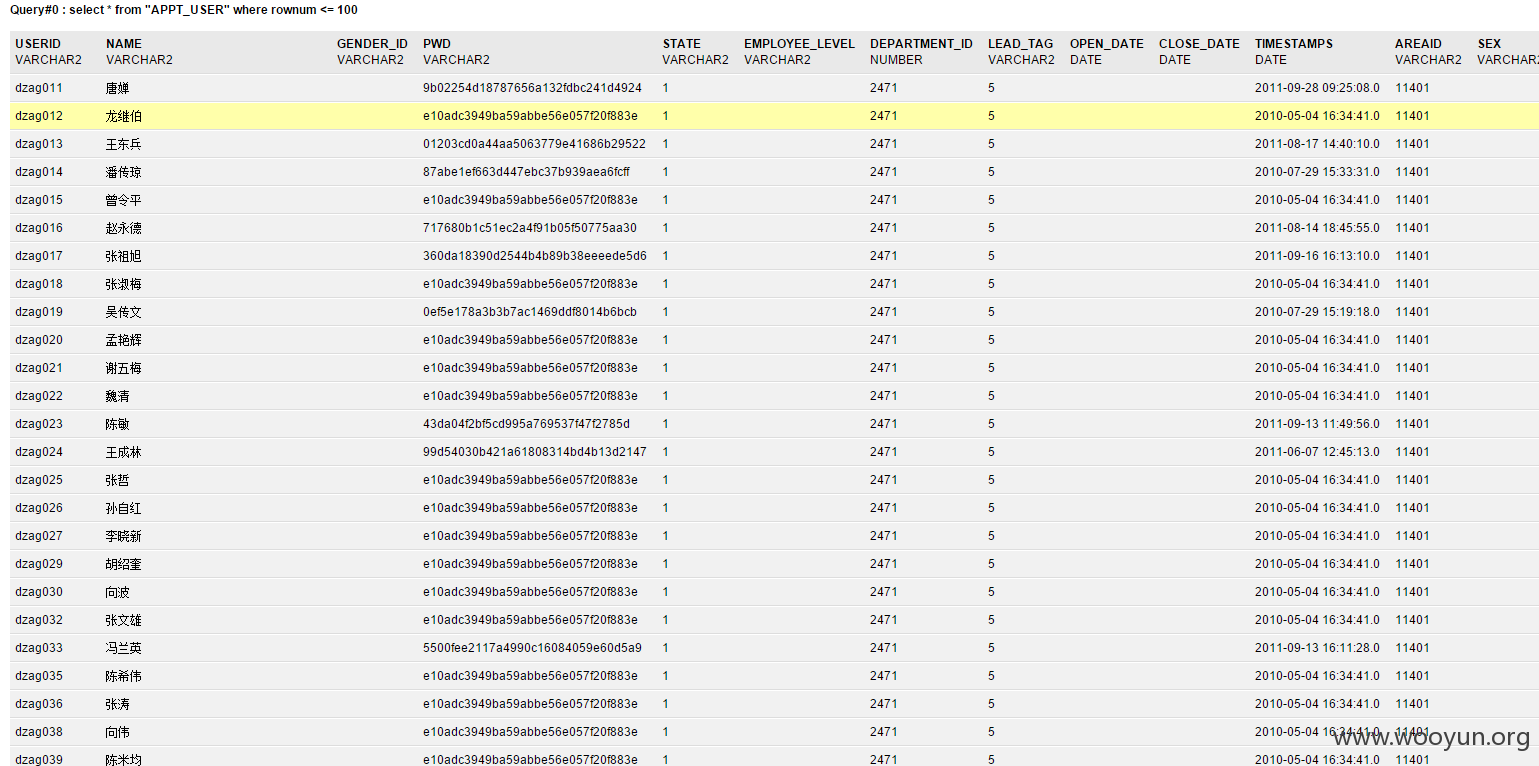 Query#0 : select * from "APPT_USER" where rownum <= 100
USERID NAME GENDER_ID PWD STATE EMPLOYEE_LEVEL DEPARTMENT_ID LEAD_TAG OPEN_DATE CLOSE_DATE TIMESTAMPS AREAID SEX
VARCHAR2 VARCHAR2 VARCHAR2 VARCHAR2 VARCHAR2 VARCHAR2 NUMBER VARCHAR2 DATE DATE DATE VARCHAR2 VARCHAR2
dzag011 唐婵 9b02254d18787656a132fdbc241d4924 1 2471 5 2011-09-28 09:25:08.0 11401
dzag012 龙继伯 e10adc3949ba59abbe56e057f20f883e 1 2471 5 2010-05-04 16:34:41.0 11401
dzag013 王东兵 01203cd0a44aa5063779e41686b29522 1 2471 5 2011-08-17 14:40:10.0 11401
dzag014 潘传琼 87abe1ef663d447ebc37b939aea6fcff 1 2471 5 2010-07-29 15:33:31.0 11401
dzag015 曾令平 e10adc3949ba59abbe56e057f20f883e 1 2471 5 2010-05-04 16:34:41.0 11401
dzag016 赵永德 717680b1c51ec2a4f91b05f50775aa30 1 2471 5 2011-08-14 18:45:55.0 11401
dzag017 张祖旭 360da18390d2544b4b89b38eeeede5d6 1 2471 5 2011-09-16 16:13:10.0 11401
dzag018 张淑梅 e10adc3949ba59abbe56e057f20f883e 1 2471 5 2010-05-04 16:34:41.0 11401
dzag019 吴传文 0ef5e178a3b3b7ac1469ddf8014b6bcb 1 2471 5 2010-07-29 15:19:18.0 11401
dzag020 孟艳辉 e10adc3949ba59abbe56e057f20f883e 1 2471 5 2010-05-04 16:34:41.0 11401
dzag021 谢五梅 e10adc3949ba59abbe56e057f20f883e 1 2471 5 2010-05-04 16:34:41.0 11401
dzag022 魏清 e10adc3949ba59abbe56e057f20f883e 1 2471 5 2010-05-04 16:34:41.0 11401
dzag023 陈敏 43da04f2bf5cd995a769537f47f2785d 1 2471 5 2011-09-13 11:49:56.0 11401
dzag024 王成林 99d54030b421a61808314bd4b13d2147 1 2471 5 2011-06-07 12:45:13.0 11401
dzag025 张哲 e10adc3949ba59abbe56e057f20f883e 1 2471 5 2010-05-04 16:34:41.0 11401
dzag026 孙自红 e10adc3949ba59abbe56e057f20f883e 1 2471 5 2010-05-04 16:34:41.0 11401
dzag027 李晓新 e10adc3949ba59abbe56e057f20f883e 1 2471 5 2010-05-04 16:34:41.0 11401
dzag029 胡绍奎 e10adc3949ba59abbe56e057f20f883e 1 2471 5 2010-05-04 16:34:41.0 11401
dzag030 向波 e10adc3949ba59abbe56e057f20f883e 1 2471 5 2010-05-04 16:34:41.0 11401
dzag032 张文雄 e10adc3949ba59abbe56e057f20f883e 1 2471 5 2010-05-04 16:34:41.0 11401
dzag033 冯兰英 5500fee2117a4990c16084059e60d5a9 1 2471 5 2011-09-13 16:11:28.0 11401
dzag035 陈希伟 e10adc3949ba59abbe56e057f20f883e 1 2471 5 2010-05-04 16:34:41.0 11401
dzag036 张涛 e10adc3949ba59abbe56e057f20f883e 1 2471 5 2010-05-04 16:34:41.0 11401
dzag038 向伟 e10adc3949ba59abbe56e057f20f883e 1 2471 5 2010-05-04 16:34:41.0 11401
www.wooyun.org
dzag039 陈米均 e10adc3949ba59abbe56e057f20f883e 1 2471 5 2010-05-04 16:34:41.0 11401